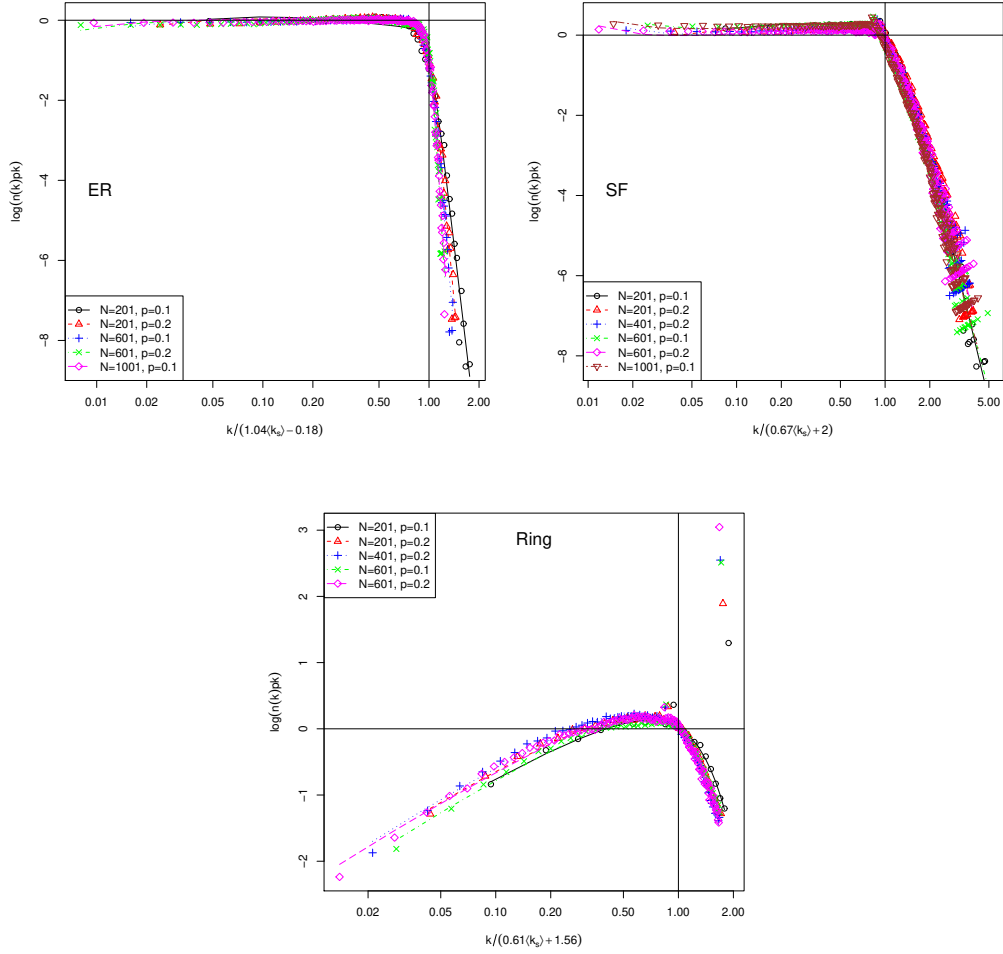 0
-2
-4
-6
-8
log(n(k)pk)
ER
N=201, p=0.1
N=201, p=0.2
N=601, p=0.1
N=601, p=0.2
N=1001, p=0.1
0.01 0.02 0.05 0.10 0.20 0.50 1.00 2.00
k/(1.04⟨k_s⟩−0.18)
0
-2
-4
-6
-8
log(n(k)pk)
SF
N=201, p=0.1
N=201, p=0.2
N=401, p=0.2
N=601, p=0.1
N=601, p=0.2
N=1001, p=0.1
0.01 0.02 0.05 0.10 0.20 0.50 1.00 2.00 5.00
k/(0.67⟨k_s⟩+2)
N=201, p=0.1
N=201, p=0.2
N=401, p=0.2
N=601, p=0.1
N=601, p=0.2
Ring
3
2
1
0
-1
-2
log(n(k)pk)
0.02 0.05 0.10 0.20 0.50 1.00 2.00
k/(0.61⟨k_s⟩+1.56)